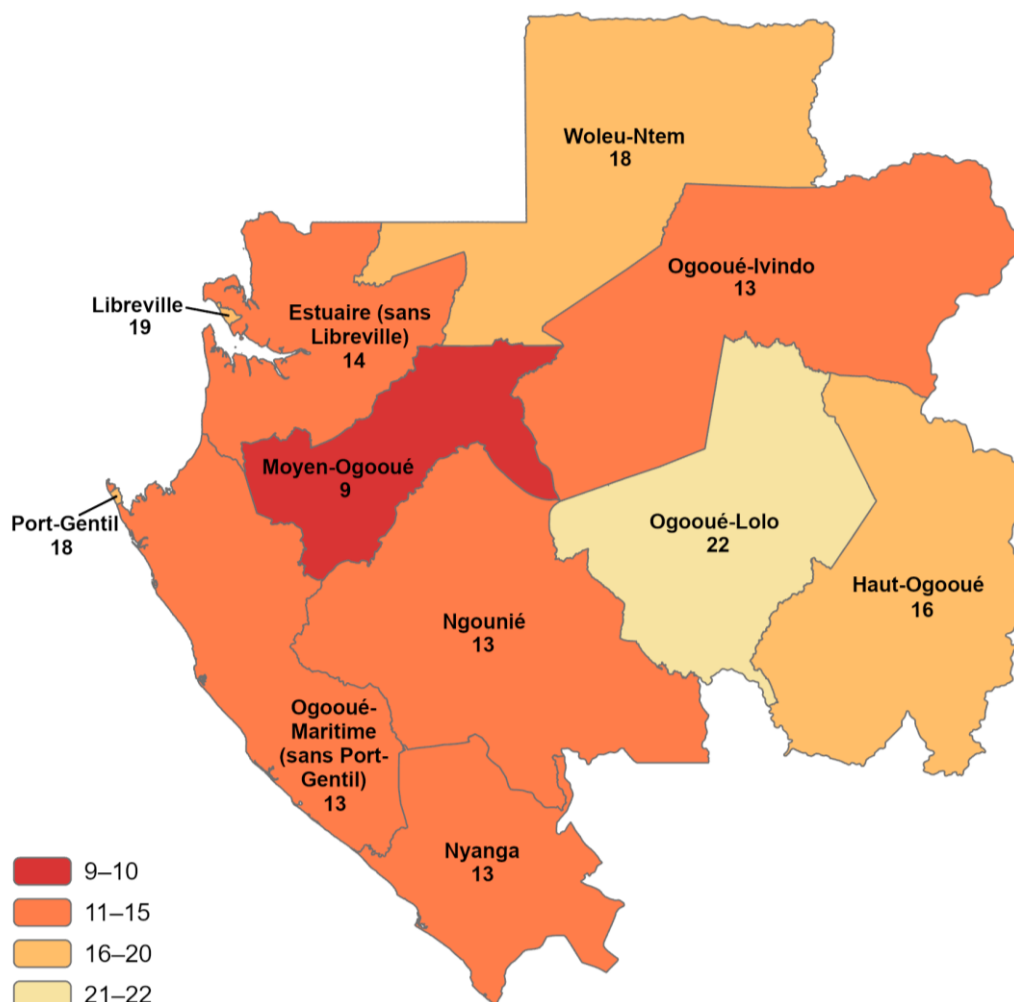 Woleu-Ntem
18
Ogooué-Ivindo
13
Libreville
19
Estuaire (sans
Libreville)
14
Moyen-Ogooué
9
Port-Gentil
18
Ogooué-Lolo
22
Haut-Ogooué
16
Ngounié
13
Ogooué-
Maritime
(sans Port-
Gentil)
13
Nyanga
13
9–10
11–15
16–20
21–22